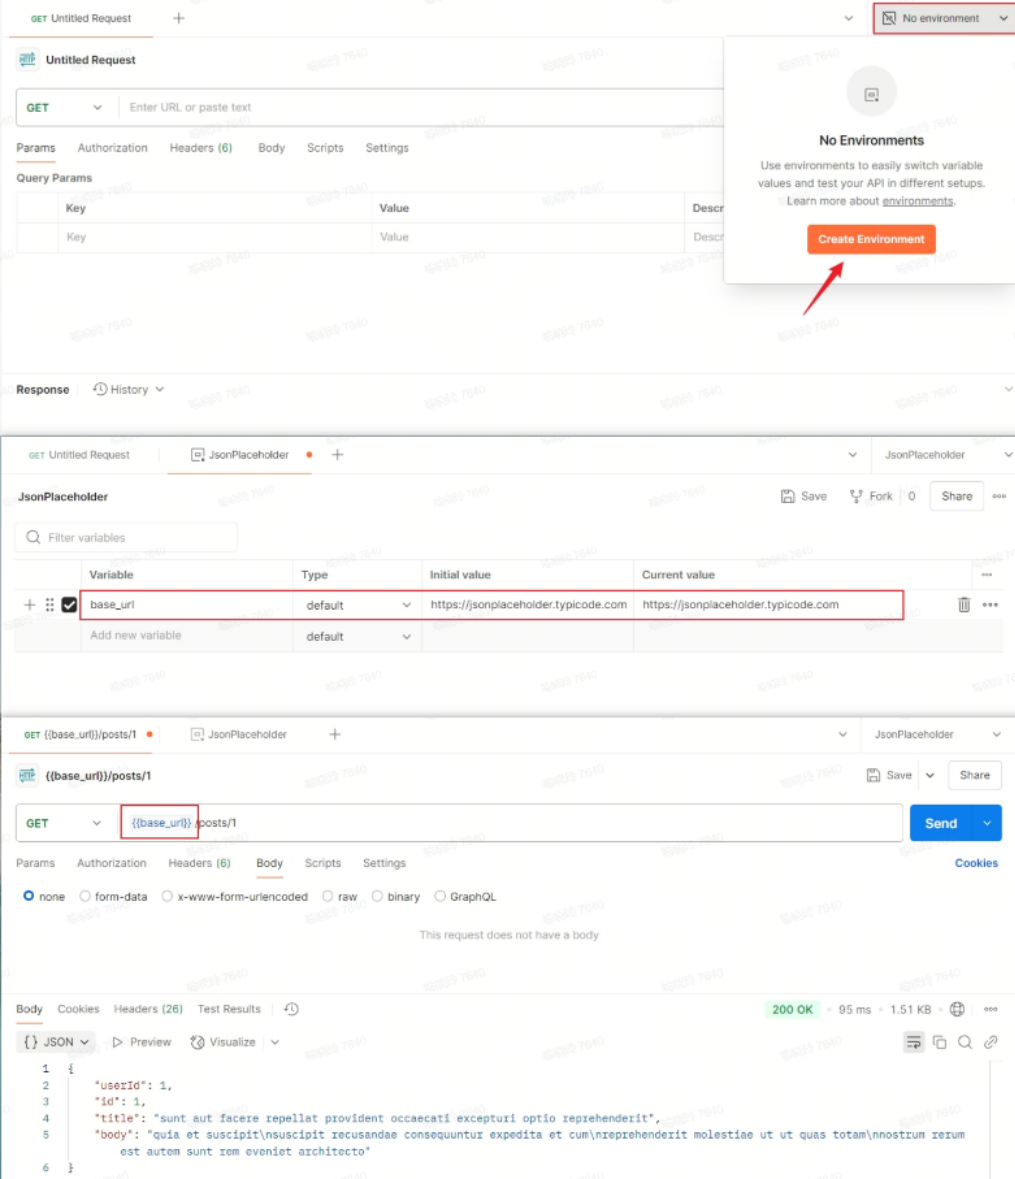 GET Untitled Request +
No environment
HTTP Untitled Request
GET Enter URL or paste text
Params Authorization Headers (6) Body Scripts Settings
Query Params
Key Value Descr
Key Value Descr
No Environments
Use environments to easily switch variable
values and test your API in different setups.
Learn more about environments.
Create Environment
Response History
GET Untitled Request JsonPlaceholder + JsonPlaceholder
JsonPlaceholder Save Fork 0 Share
Filter variables
Variable Type Initial value Current value
base_url default https://jsonplaceholder.typicode.com https://jsonplaceholder.typicode.com
Add new variable default
GET {{base_url}}/posts/1 JsonPlaceholder + JsonPlaceholder
HTTP {{base_url}}/posts/1 Save Share
GET {{base_url}}/posts/1 Send
Params Authorization Headers (6) Body Scripts Settings Cookies
none form-data x-www-form-urlencoded raw binary GraphQL
This request does not have a body
Body Cookies Headers (26) Test Results 200 OK 95 ms 1.51 KB
{} JSON Preview Visualize
1 {
2 "userId": 1,
3 "id": 1,
4 "title": "sunt aut facere repellat provident occaecati excepturi optio reprehenderit",
5 "body": "quia et suscipit\nsuscipit recusandae consequuntur expedita et cum\nreprehenderit molestiae ut ut quas totam\nnostrum rerum
est autem sunt rem eveniet architecto"
6 }